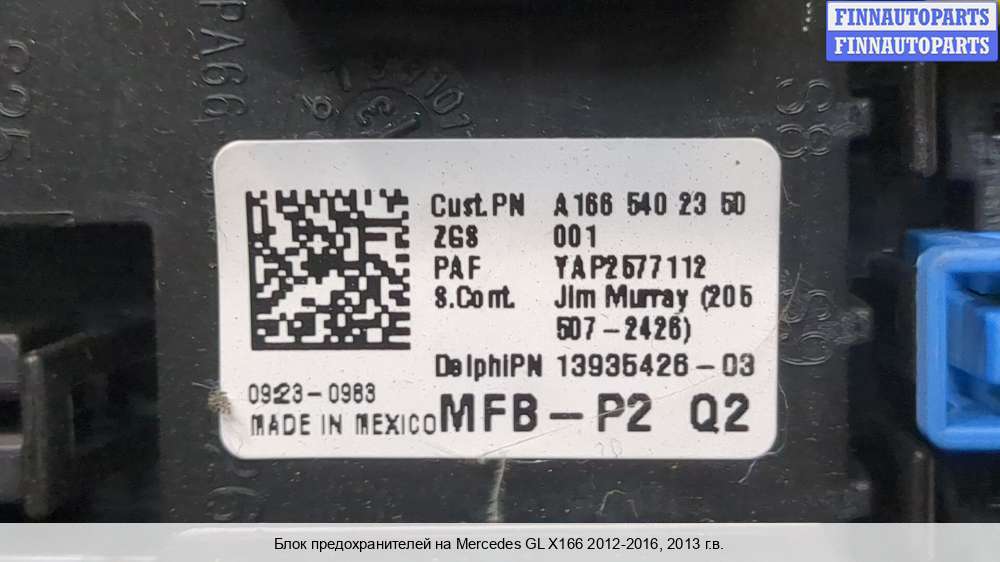 FINNAUTOPARTS
FINNAUTOPARTS
PA66
S8
S9
Cust.PN A 166 540 23 50
ZGS 001
PAF YAP2577112
S.Cont. Jim Murray (205
507-2426)
DelphiPN 13935426-03
0923-0983
MADE IN MEXICO MFB-P2 Q2
Блок предохранителей на Mercedes GL X166 2012-2016, 2013 г.в.